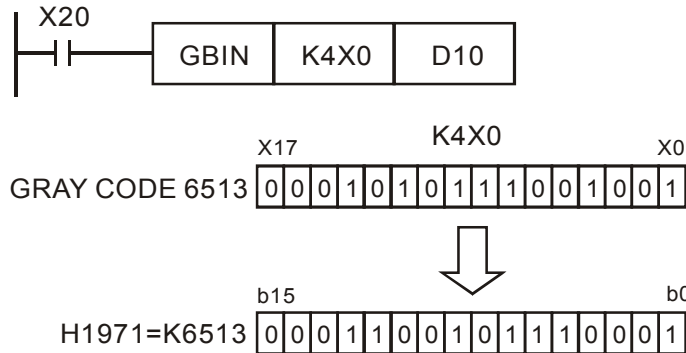 X20
GBIN K4X0 D10
K4X0
X17 X0
GRAY CODE 6513 0 0 0 1 0 1 0 1 1 1 0 0 1 0 0 1
b15 b0
H1971=K6513 0 0 0 1 1 0 0 1 0 1 1 1 0 0 0 1